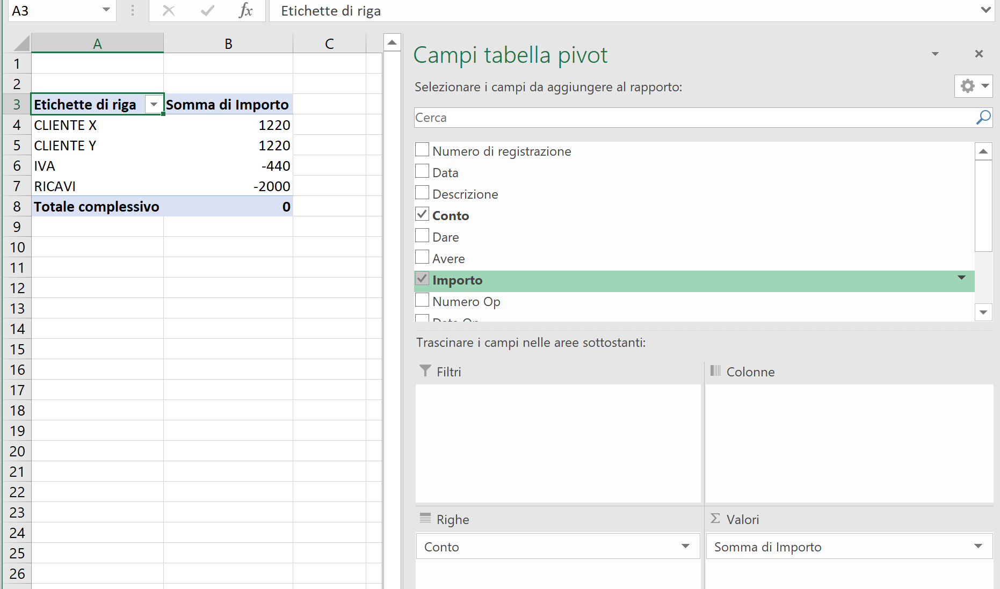 A3
fx
Etichette di riga
A B C
1
2
3 Etichette di riga Somma di Importo
4 CLIENTE X 1220
5 CLIENTE Y 1220
6 IVA -440
7 RICAVI -2000
8 Totale complessivo 0
9
10
11
12
13
14
15
16
17
18
19
20
21
22
23
24
25
26
Campi tabella pivot
Selezionare i campi da aggiungere al rapporto:
Cerca
Numero di registrazione
Data
Descrizione
Conto
Dare
Avere
Importo
Numero Op
Data Op
Trascinare i campi nelle aree sottostanti:
Filtri
Colonne
Righe
Σ Valori
Conto
Somma di Importo